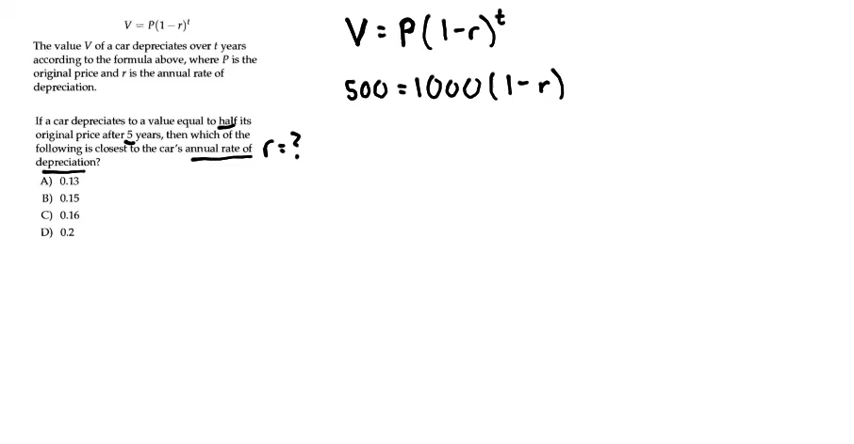 V = P(1 − r)ᵗ
V = P(1-r)ᵗ
The value V of a car depreciates over t years
according to the formula above, where P is the
original price and r is the annual rate of
depreciation.
500 = 1000(1-r)
If a car depreciates to a value equal to half its
original price after 5 years, then which of the
following is closest to the car's annual rate of
depreciation?
r = ?
A) 0.13
B) 0.15
C) 0.16
D) 0.2